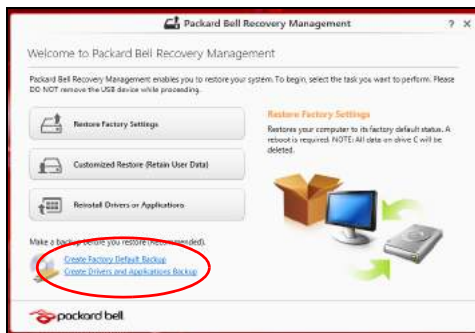 Packard Bell Recovery Management
? ×
Welcome to Packard Bell Recovery Management
Packard Bell Recovery Management enables you to restore your system. To begin, select the task you want to perform. Please
DO NOT remove the USB device while proceeding.
Restore Factory Settings
Customized Restore (Retain User Data)
Reinstall Drivers or Applications
Restore Factory Settings
Restores your computer to its factory default status. A
reboot is required. NOTE: All data on drive C will be
deleted.
Make a backup before you restore (Recommended).
Create Factory Default Backup
Create Drivers and Applications Backup
packard bell